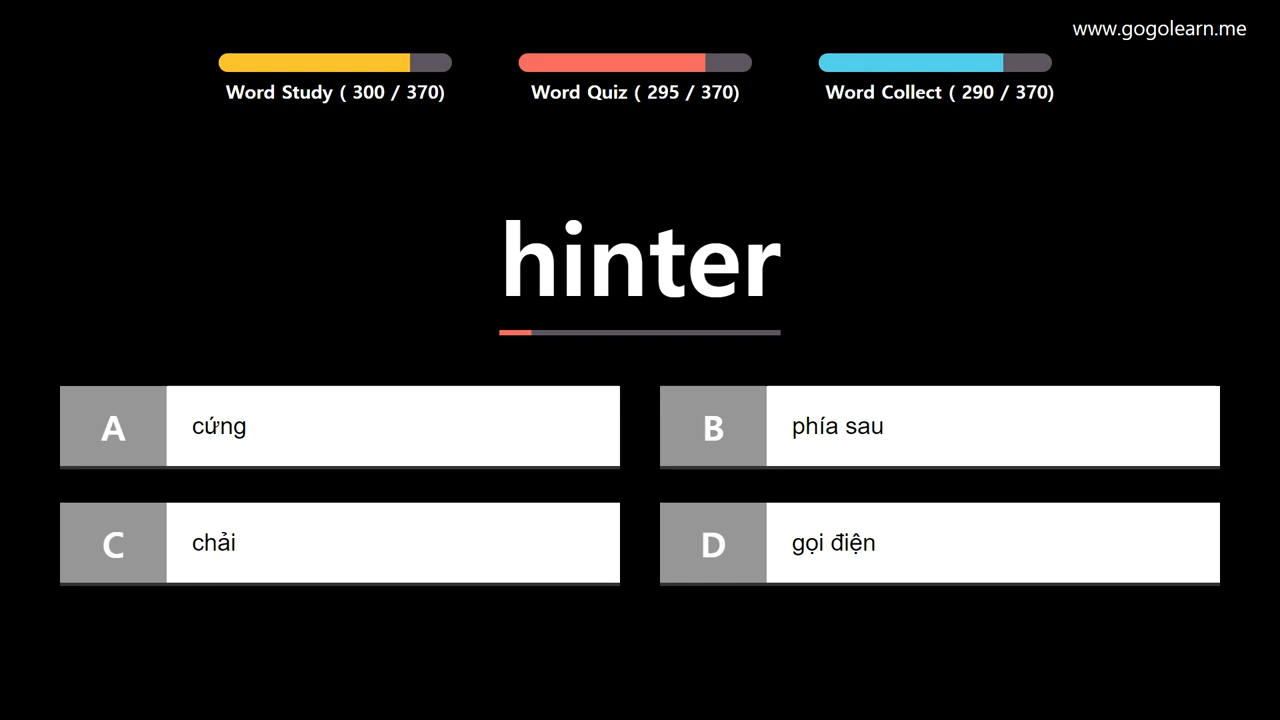 www.gogolearn.me
Word Study ( 300 / 370)
Word Quiz ( 295 / 370)
Word Collect ( 290 / 370)
hinter
A
cứng
B
phía sau
C
chải
D
gọi điện